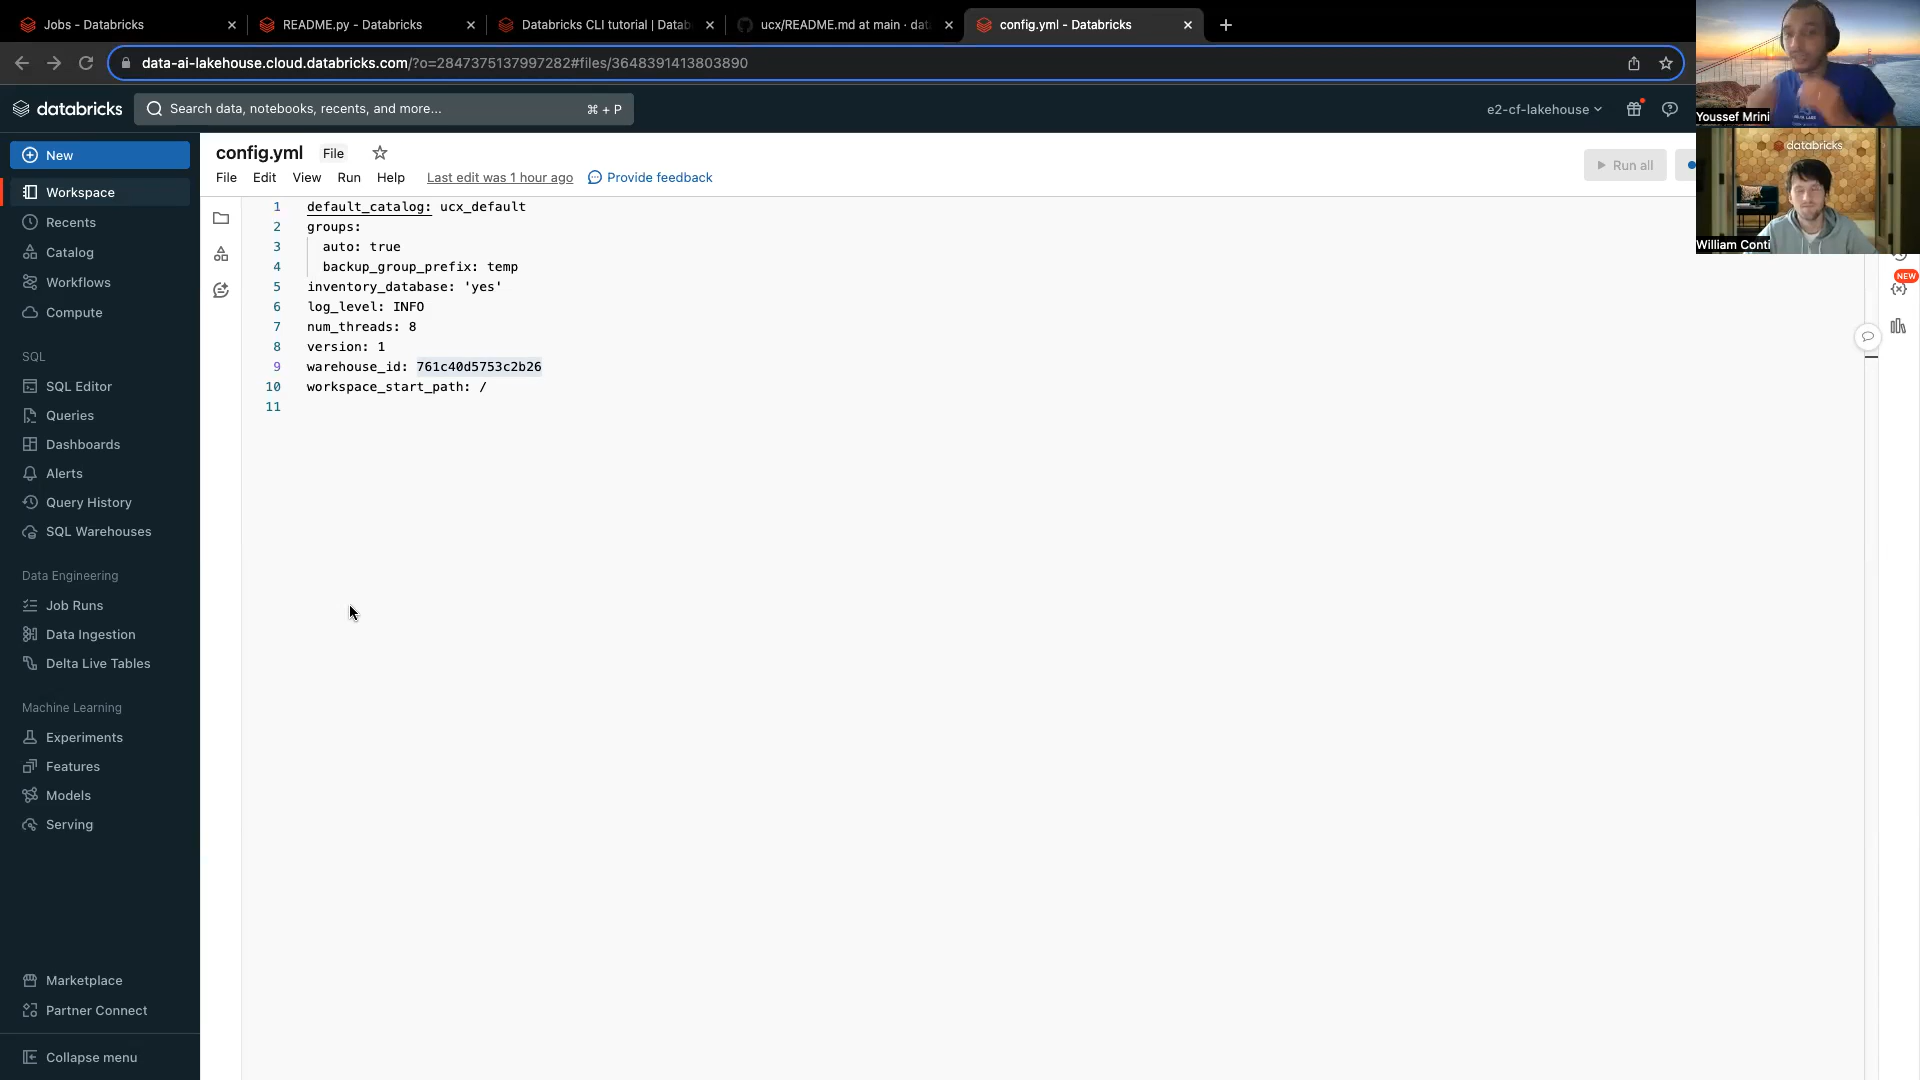 Jobs - Databricks
README.py - Databricks
Databricks CLI tutorial | Datab
ucx/README.md at main · dat
config.yml - Databricks
data-ai-lakehouse.cloud.databricks.com/?o=2847375137997282#files/3648391413803890
databricks
Search data, notebooks, recents, and more...
⌘ + P
e2-cf-lakehouse
Youssef Mrini
databricks
William Conti
New
Workspace
Recents
Catalog
Workflows
Compute
SQL
SQL Editor
Queries
Dashboards
Alerts
Query History
SQL Warehouses
Data Engineering
Job Runs
Data Ingestion
Delta Live Tables
Machine Learning
Experiments
Features
Models
Serving
Marketplace
Partner Connect
Collapse menu
config.yml File
File Edit View Run Help Last edit was 1 hour ago Provide feedback
Run all
NEW
1 default_catalog: ucx_default
2 groups:
3 auto: true
4 backup_group_prefix: temp
5 inventory_database: 'yes'
6 log_level: INFO
7 num_threads: 8
8 version: 1
9 warehouse_id: 761c40d5753c2b26
10 workspace_start_path: /
11